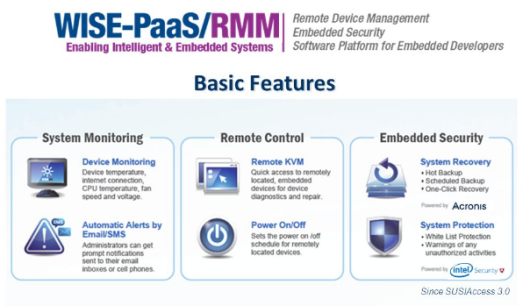 WISE-PaaS/RMM
Enabling Intelligent & Embedded Systems
Remote Device Management
Embedded Security
Software Platform for Embedded Developers
Basic Features
System Monitoring
Device Monitoring
Device temperature,
internet connection,
CPU temperature, fan
speed and voltage.
Automatic Alerts by
Email/SMS
Administrators can get
prompt notifications
sent to their email
inboxes or cell phones.
Remote Control
Remote KVM
Quick access to remotely
located, embedded
devices for device
diagnostics and repair.
Power On/Off
Sets the power on /off
schedule for remotely
located devices.
Embedded Security
System Recovery
• Hot Backup
• Scheduled Backup
• One-Click Recovery
Powered by Acronis
System Protection
• White List Protection
• Warnings of any
unauthorized activities
Powered by intel Security
Since SUSIAccess 3.0